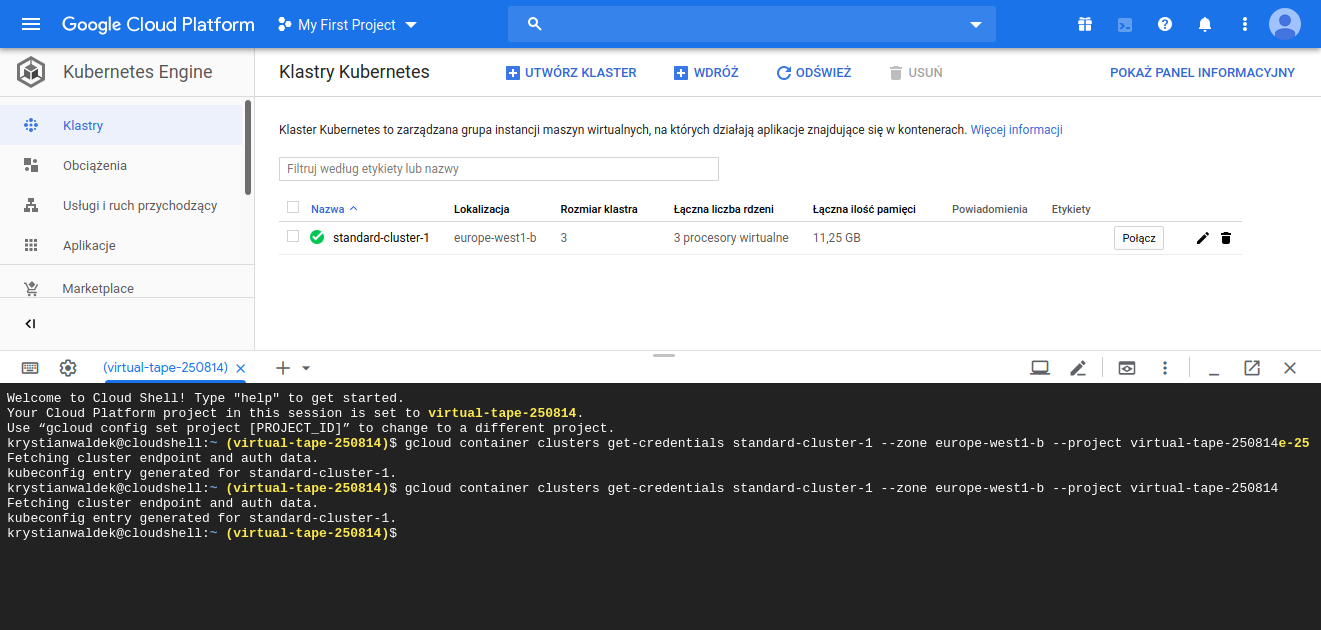 Google Cloud Platform My First Project
Kubernetes Engine
Klastry Kubernetes UTWÓRZ KLASTER WDRÓŻ ODŚWIEŻ USUŃ POKAŻ PANEL INFORMACYJNY
Klastry
Obciążenia
Usługi i ruch przychodzący
Aplikacje
Marketplace
Klaster Kubernetes to zarządzana grupa instancji maszyn wirtualnych, na których działają aplikacje znajdujące się w kontenerach. Więcej informacji
Filtruj według etykiety lub nazwy
Nazwa Lokalizacja Rozmiar klastra Łączna liczba rdzeni Łączna ilość pamięci Powiadomienia Etykiety
standard-cluster-1 europe-west1-b 3 3 procesory wirtualne 11,25 GB Połącz
(virtual-tape-250814)
Welcome to Cloud Shell! Type "help" to get started.
Your Cloud Platform project in this session is set to virtual-tape-250814.
Use “gcloud config set project [PROJECT_ID]” to change to a different project.
krystianwaldek@cloudshell:~ (virtual-tape-250814)$ gcloud container clusters get-credentials standard-cluster-1 --zone europe-west1-b --project virtual-tape-250814e-25
Fetching cluster endpoint and auth data.
kubeconfig entry generated for standard-cluster-1.
krystianwaldek@cloudshell:~ (virtual-tape-250814)$ gcloud container clusters get-credentials standard-cluster-1 --zone europe-west1-b --project virtual-tape-250814
Fetching cluster endpoint and auth data.
kubeconfig entry generated for standard-cluster-1.
krystianwaldek@cloudshell:~ (virtual-tape-250814)$